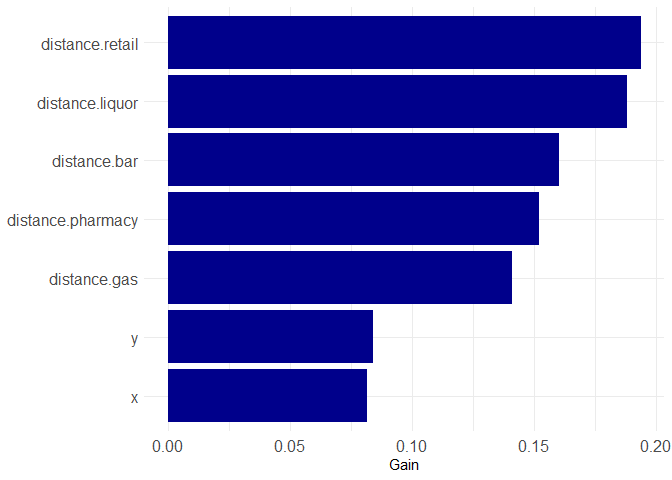 distance.retail
distance.liquor
distance.bar
distance.pharmacy
distance.gas
y
x
0.00 0.05 0.10 0.15 0.20
Gain